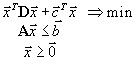 x⃗ᵀDx⃗ + c⃗ᵀx⃗ ⇒ min
Ax⃗ ≤ b⃗
x⃗ ≥ 0⃗